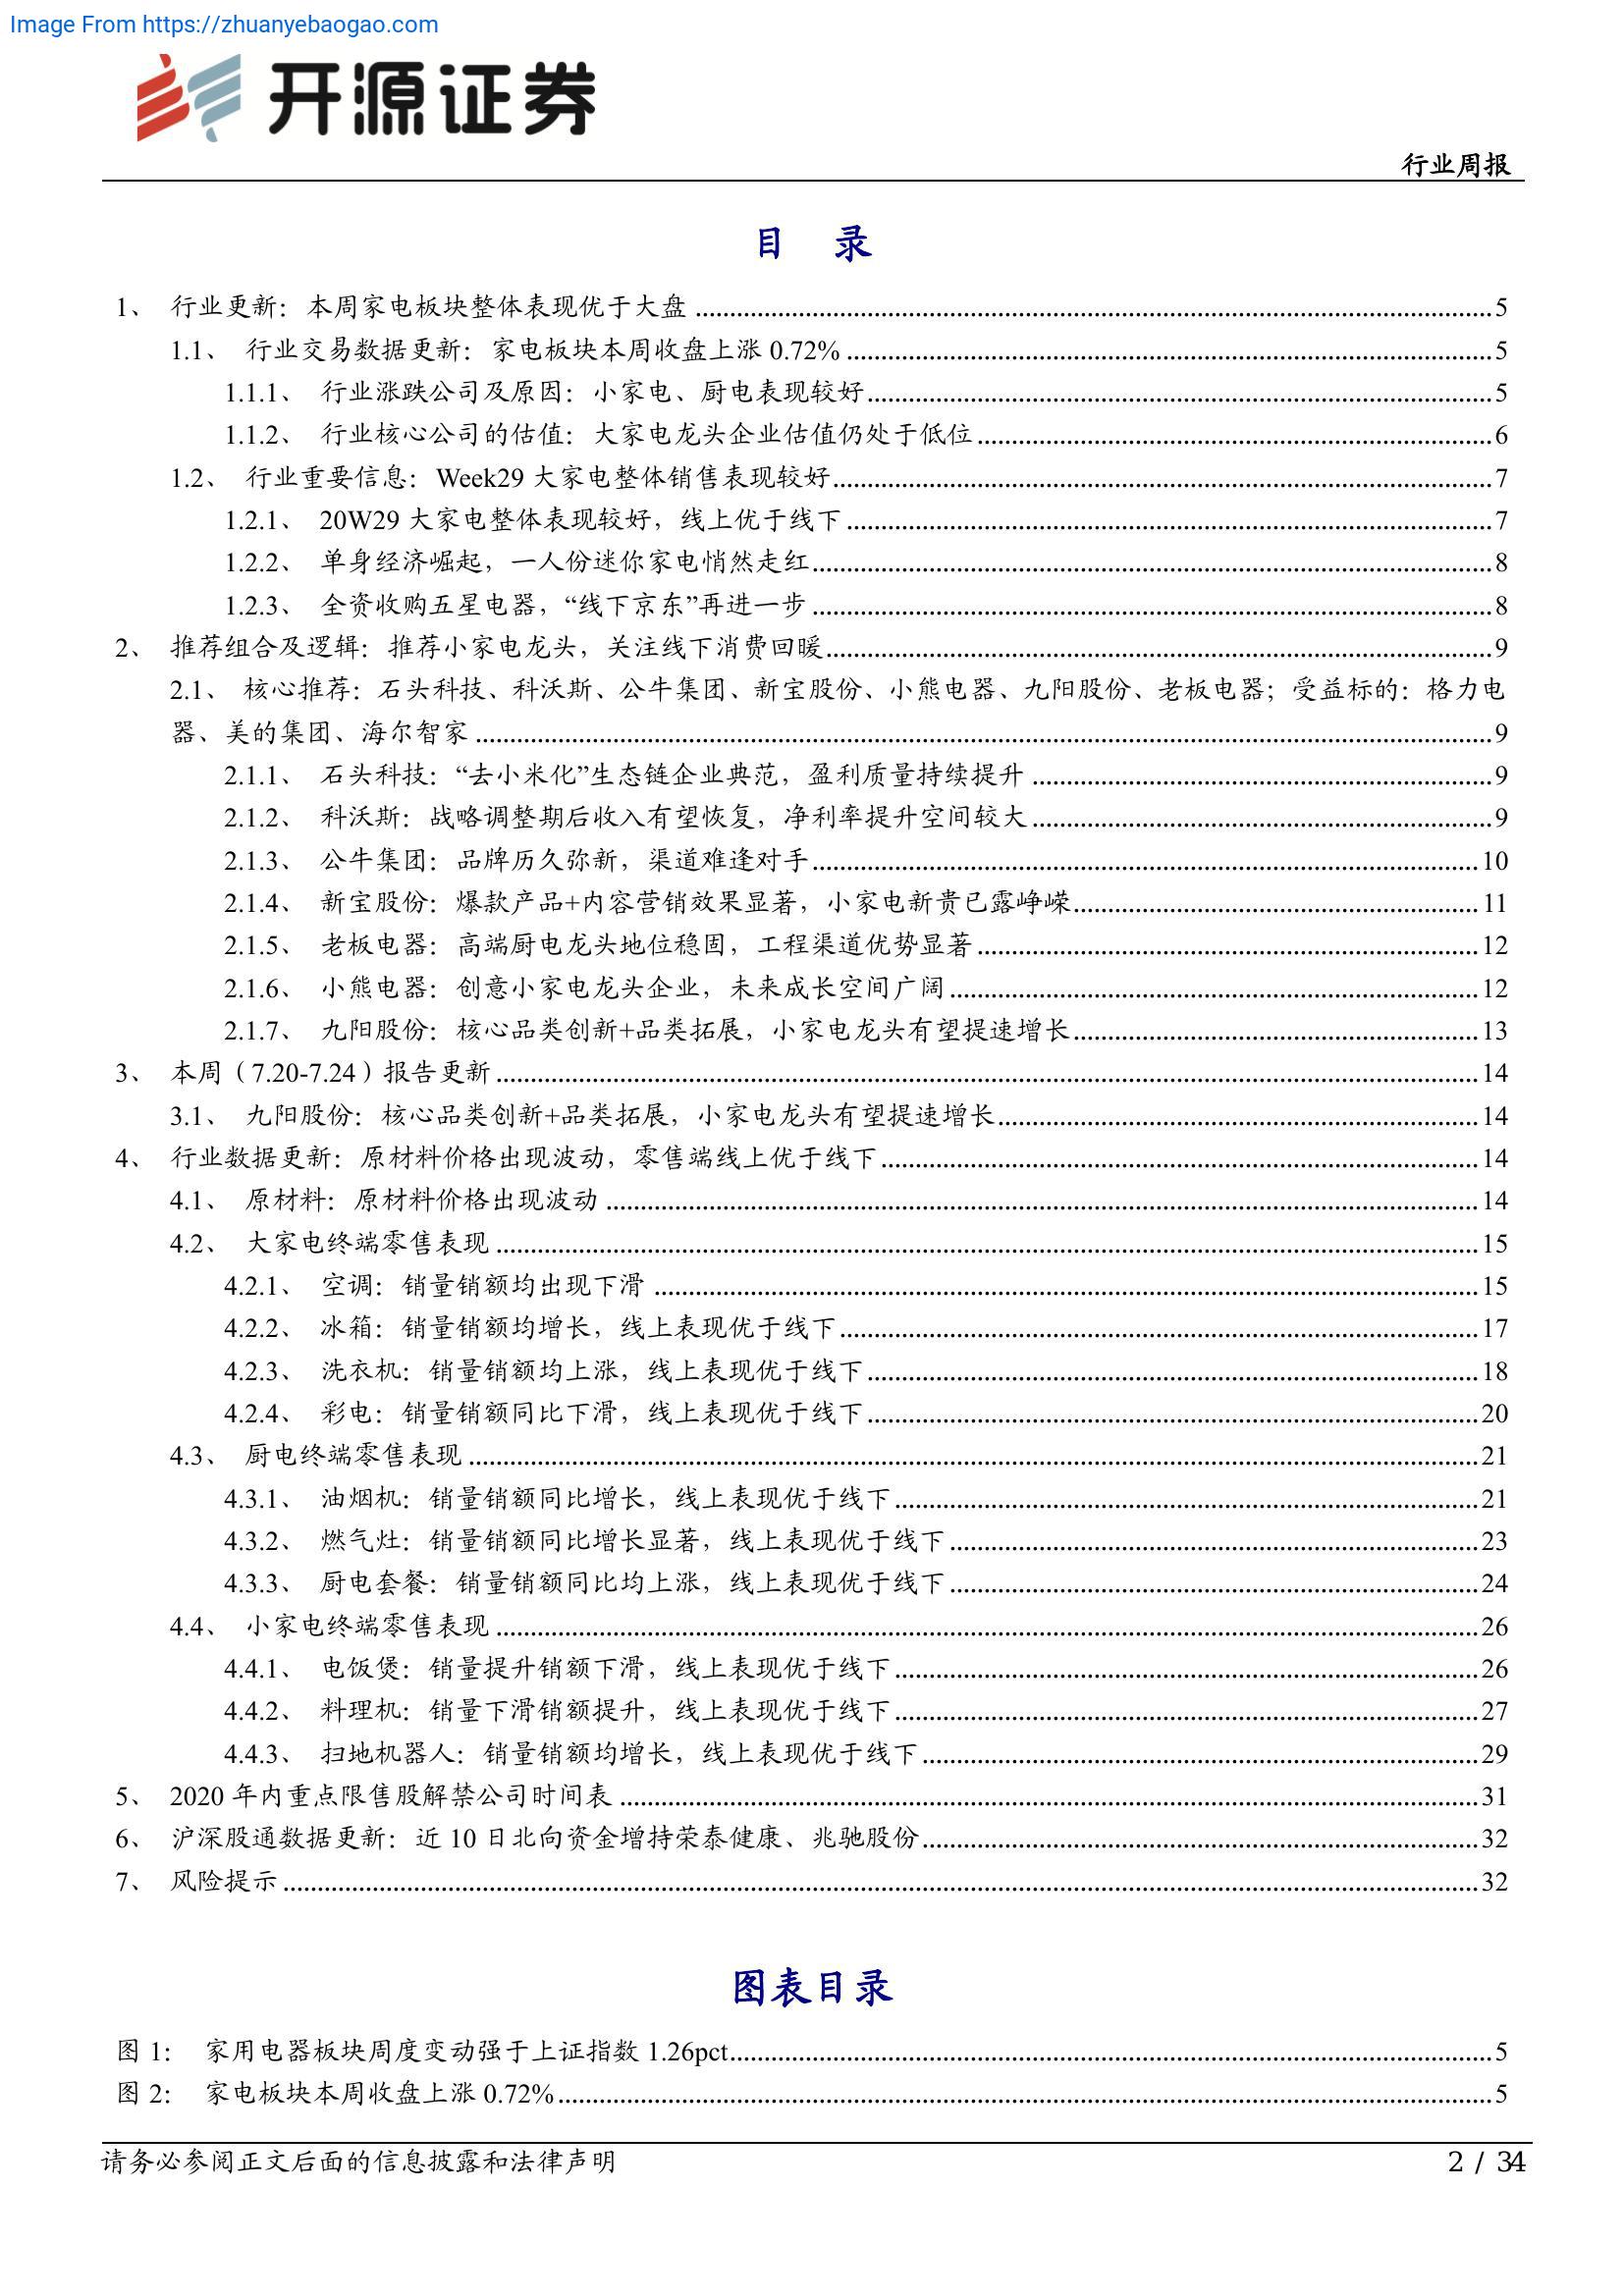 Image From https://zhuanyebaogao.com
开源证券
行业周报
目 录
1、 行业更新：本周家电板块整体表现优于大盘 ........ 5
1.1、 行业交易数据更新：家电板块本周收盘上涨 0.72% ........ 5
1.1.1、 行业涨跌公司及原因：小家电、厨电表现较好 ........ 5
1.1.2、 行业核心公司的估值：大家电龙头企业估值仍处于低位 ........ 6
1.2、 行业重要信息：Week29 大家电整体销售表现较好 ........ 7
1.2.1、 20W29 大家电整体表现较好，线上优于线下 ........ 7
1.2.2、 单身经济崛起，一人份迷你家电悄然走红 ........ 8
1.2.3、 全资收购五星电器，“线下京东”再进一步 ........ 8
2、 推荐组合及逻辑：推荐小家电龙头，关注线下消费回暖 ........ 9
2.1、 核心推荐：石头科技、科沃斯、公牛集团、新宝股份、小熊电器、九阳股份、老板电器；受益标的：格力电
器、美的集团、海尔智家 ........ 9
2.1.1、 石头科技：“去小米化”生态链企业典范，盈利质量持续提升 ........ 9
2.1.2、 科沃斯：战略调整期后收入有望恢复，净利率提升空间较大 ........ 9
2.1.3、 公牛集团：品牌历久弥新，渠道难逢对手 ........ 10
2.1.4、 新宝股份：爆款产品+内容营销效果显著，小家电新贵已露峥嵘 ........ 11
2.1.5、 老板电器：高端厨电龙头地位稳固，工程渠道优势显著 ........ 12
2.1.6、 小熊电器：创意小家电龙头企业，未来成长空间广阔 ........ 12
2.1.7、 九阳股份：核心品类创新+品类拓展，小家电龙头有望提速增长 ........ 13
3、 本周（7.20-7.24）报告更新 ........ 14
3.1、 九阳股份：核心品类创新+品类拓展，小家电龙头有望提速增长 ........ 14
4、 行业数据更新：原材料价格出现波动，零售端线上优于线下 ........ 14
4.1、 原材料：原材料价格出现波动 ........ 14
4.2、 大家电终端零售表现 ........ 15
4.2.1、 空调：销量销额均出现下滑 ........ 15
4.2.2、 冰箱：销量销额均增长，线上表现优于线下 ........ 17
4.2.3、 洗衣机：销量销额均上涨，线上表现优于线下 ........ 18
4.2.4、 彩电：销量销额同比下滑，线上表现优于线下 ........ 20
4.3、 厨电终端零售表现 ........ 21
4.3.1、 油烟机：销量销额同比增长，线上表现优于线下 ........ 21
4.3.2、 燃气灶：销量销额同比增长显著，线上表现优于线下 ........ 23
4.3.3、 厨电套餐：销量销额同比均上涨，线上表现优于线下 ........ 24
4.4、 小家电终端零售表现 ........ 26
4.4.1、 电饭煲：销量提升销额下滑，线上表现优于线下 ........ 26
4.4.2、 料理机：销量下滑销额提升，线上表现优于线下 ........ 27
4.4.3、 扫地机器人：销量销额均增长，线上表现优于线下 ........ 29
5、 2020 年内重点限售股解禁公司时间表 ........ 31
6、 沪深股通数据更新：近 10 日北向资金增持荣泰健康、兆驰股份 ........ 32
7、 风险提示 ........ 32
图表目录
图 1： 家用电器板块周度变动强于上证指数 1.26pct ........ 5
图 2： 家电板块本周收盘上涨 0.72% ........ 5
请务必参阅正文后面的信息披露和法律声明
2 / 34